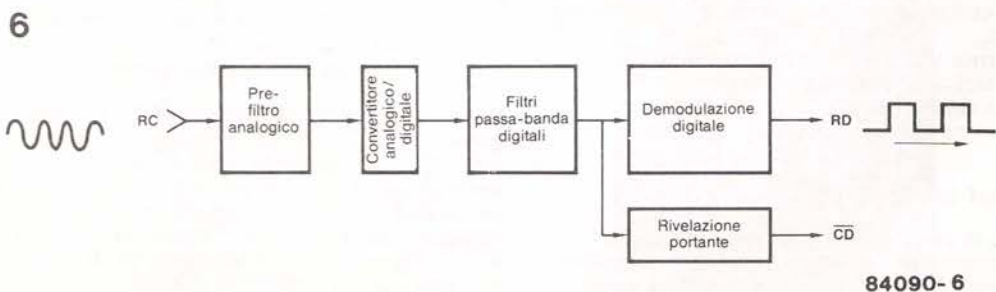 6
RC
Pre-
filtro
analogico
Convertitore
analogico/
digitale
Filtri
passa-banda
digitali
Demodulazione
digitale
RD
Rivelazione
portante
C̅D̅
84090-6